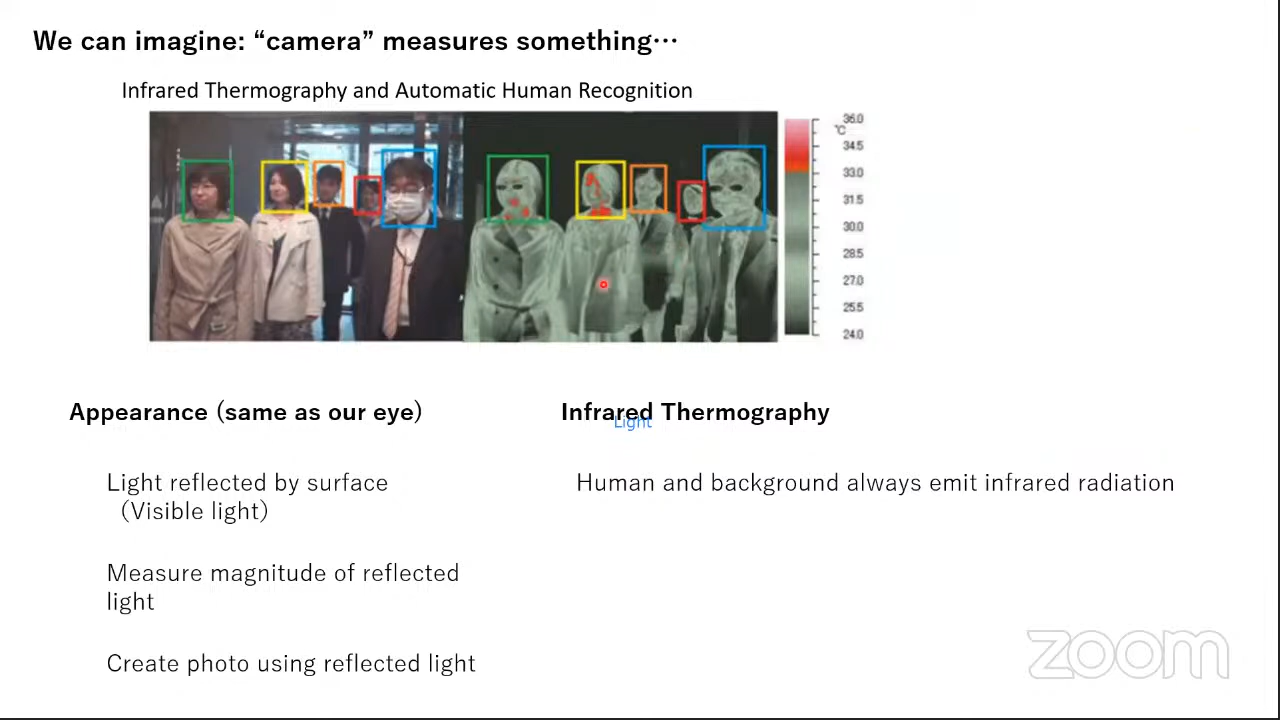 We can imagine: “camera” measures something…
Infrared Thermography and Automatic Human Recognition
36.0
℃
34.5
33.0
31.5
30.0
28.5
27.0
25.5
24.0
Appearance (same as our eye)
Infrared Thermography
Light
Light reflected by surface
(Visible light)
Human and background always emit infrared radiation
Measure magnitude of reflected
light
Create photo using reflected light
zoom